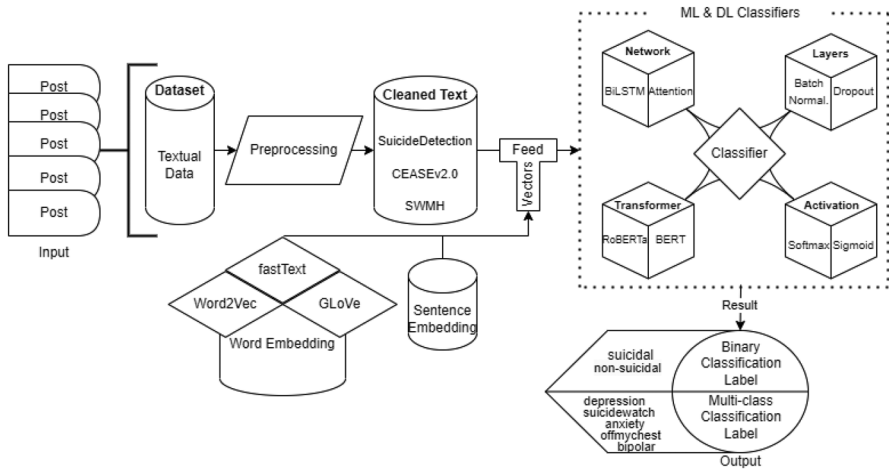 ML & DL Classifiers
Post
Post
Post
Post
Post
Input
Dataset
Textual
Data
Preprocessing
Cleaned Text
SuicideDetection
CEASEv2.0
SWMH
Feed
Vectors
Network
BiLSTM
Attention
Layers
Batch
Normal.
Dropout
Classifier
Transformer
RoBERTa
BERT
Activation
Softmax
Sigmoid
fastText
Word2Vec
GLoVe
Word Embedding
Sentence
Embedding
Result
suicidal
non-suicidal
Binary
Classification
Label
depression
suicidewatch
anxiety
offmychest
bipolar
Multi-class
Classification
Label
Output